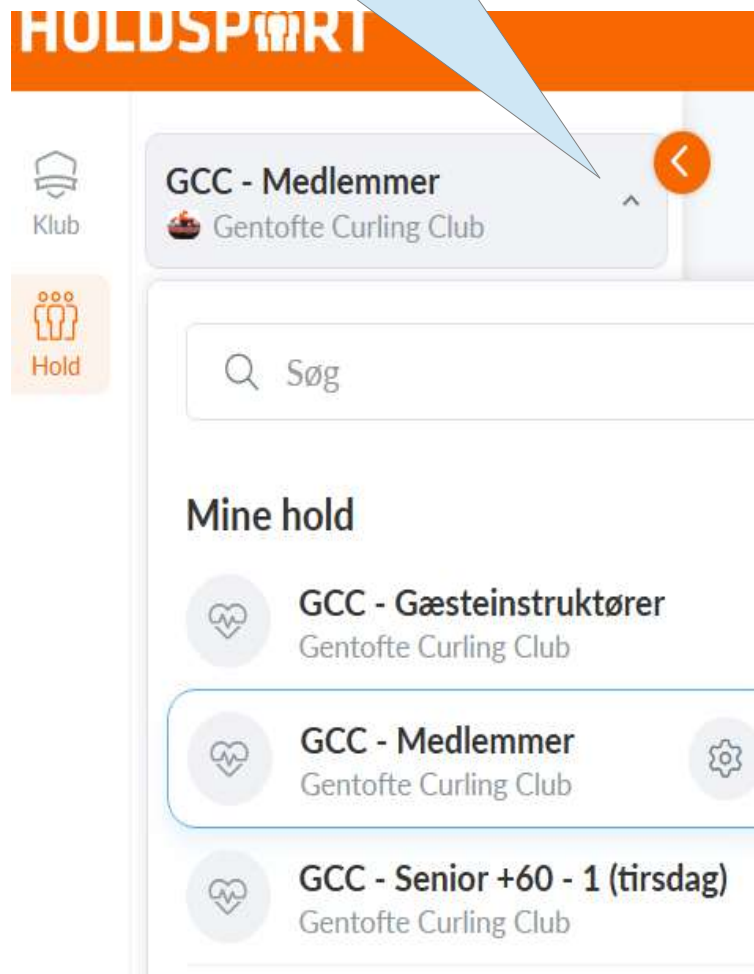 HOLDSPORT
GCC - Medlemmer
Gentofte Curling Club
Klub
Hold
Søg
Mine hold
GCC - Gæsteinstruktører
Gentofte Curling Club
GCC - Medlemmer
Gentofte Curling Club
GCC - Senior +60 - 1 (tirsdag)
Gentofte Curling Club